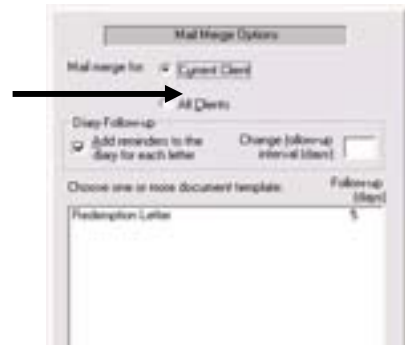 Mail Merge Options
Mail merge for: Current Client
All Clients
Diary Follow-up
Add reminders to the diary for each letter
Change follow-up interval (days)
Choose one or more document template: Follow-up (days)
Redemption Letter 5